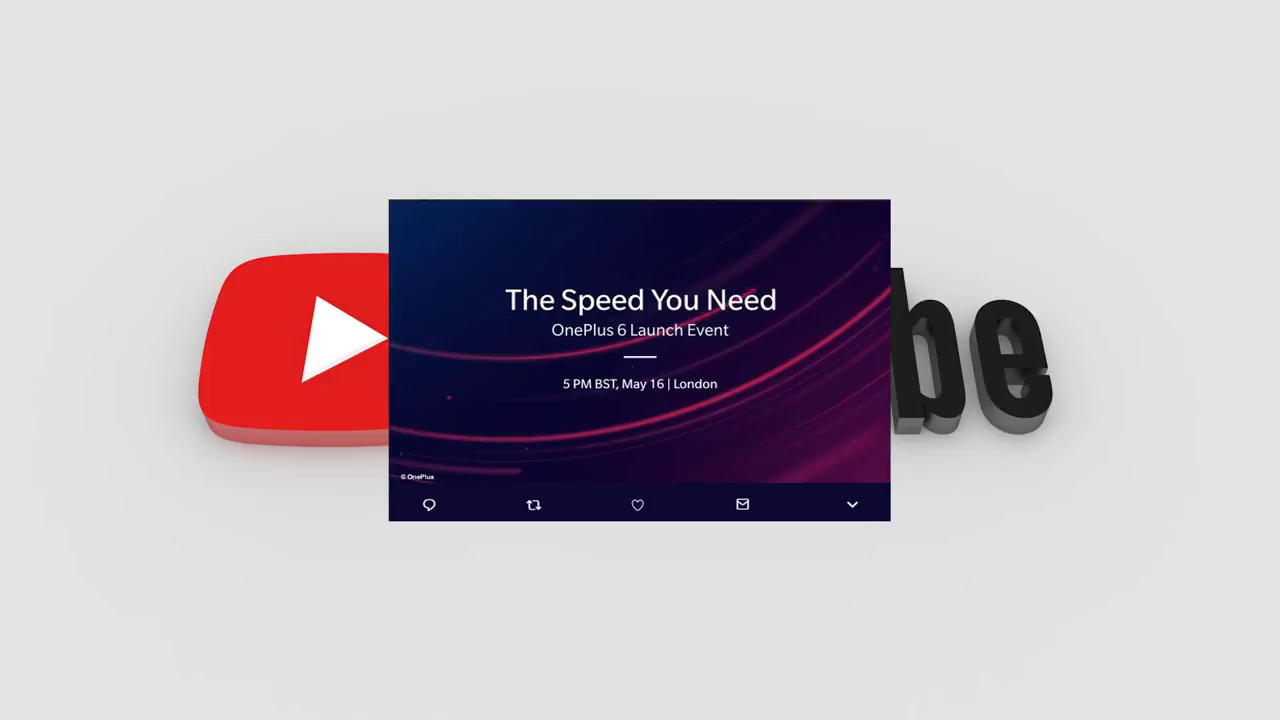 The Speed You Need
OnePlus 6 Launch Event
5 PM BST, May 16 | London
© OnePlus
be